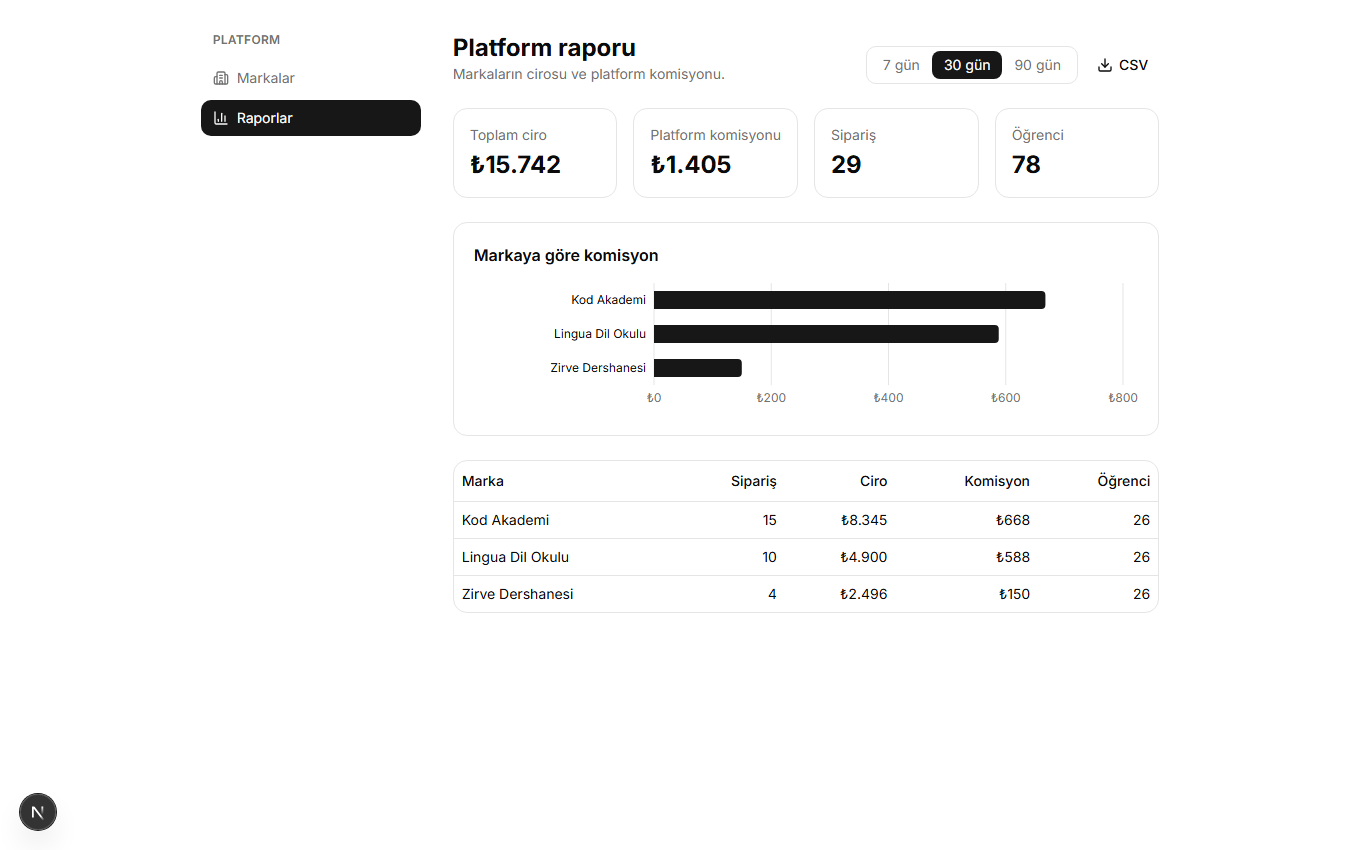 PLATFORM
Markalar
Raporlar
Platform raporu
Markaların cirosu ve platform komisyonu.
7 gün 30 gün 90 gün CSV
Toplam ciro
₺15.742
Platform komisyonu
₺1.405
Sipariş
29
Öğrenci
78
Markaya göre komisyon
Kod Akademi
Lingua Dil Okulu
Zirve Dershanesi
₺0 ₺200 ₺400 ₺600 ₺800
Marka Sipariş Ciro Komisyon Öğrenci
Kod Akademi 15 ₺8.345 ₺668 26
Lingua Dil Okulu 10 ₺4.900 ₺588 26
Zirve Dershanesi 4 ₺2.496 ₺150 26
N